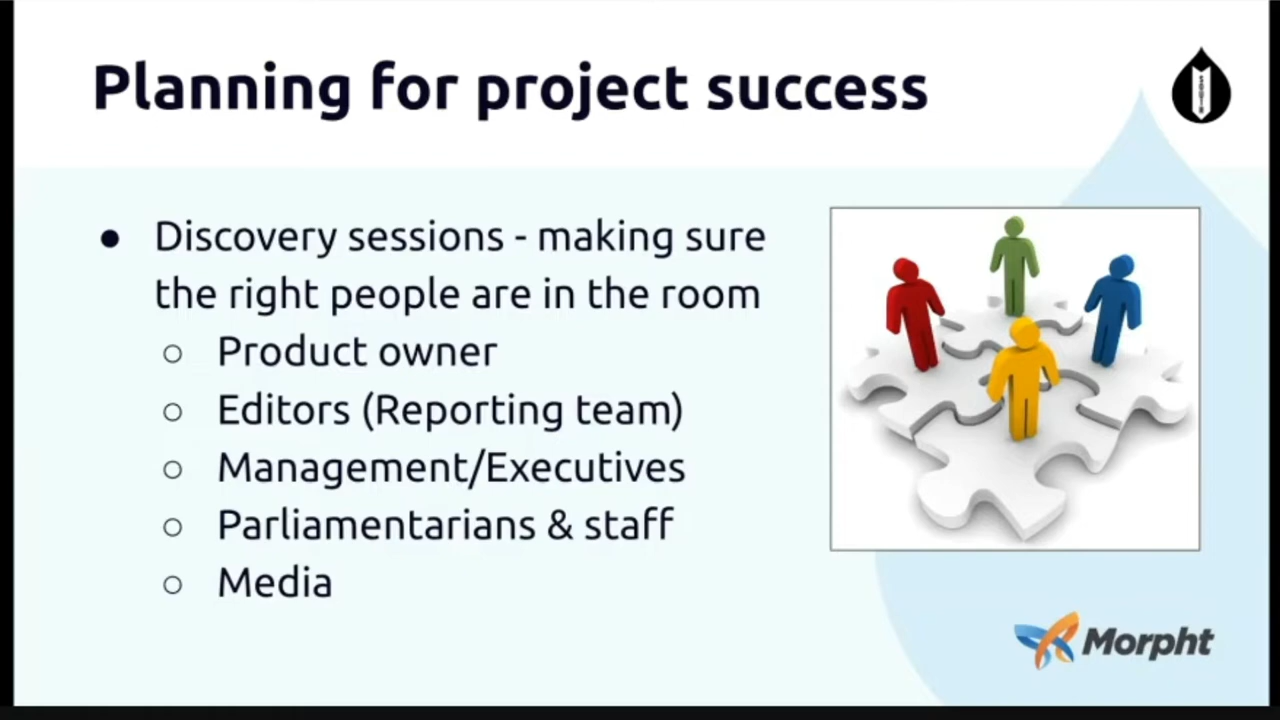 Planning for project success
● Discovery sessions - making sure
the right people are in the room
○ Product owner
○ Editors (Reporting team)
○ Management/Executives
○ Parliamentarians & staff
○ Media
Morpht